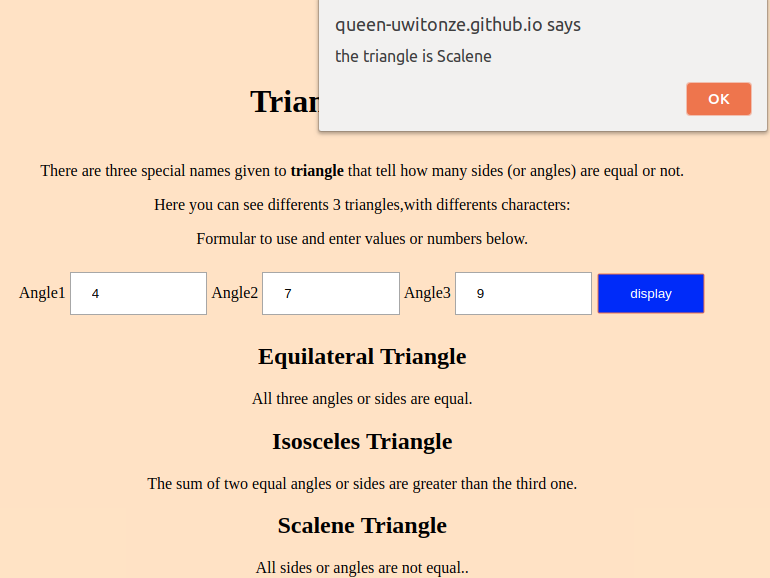 queen-uwitonze.github.io says
the triangle is Scalene
OK
There are three special names given to triangle that tell how many sides (or angles) are equal or not.
Here you can see differents 3 triangles,with differents characters:
Formular to use and enter values or numbers below.
Angle1 4 Angle2 7 Angle3 9 display
Equilateral Triangle
All three angles or sides are equal.
Isosceles Triangle
The sum of two equal angles or sides are greater than the third one.
Scalene Triangle
All sides or angles are not equal..